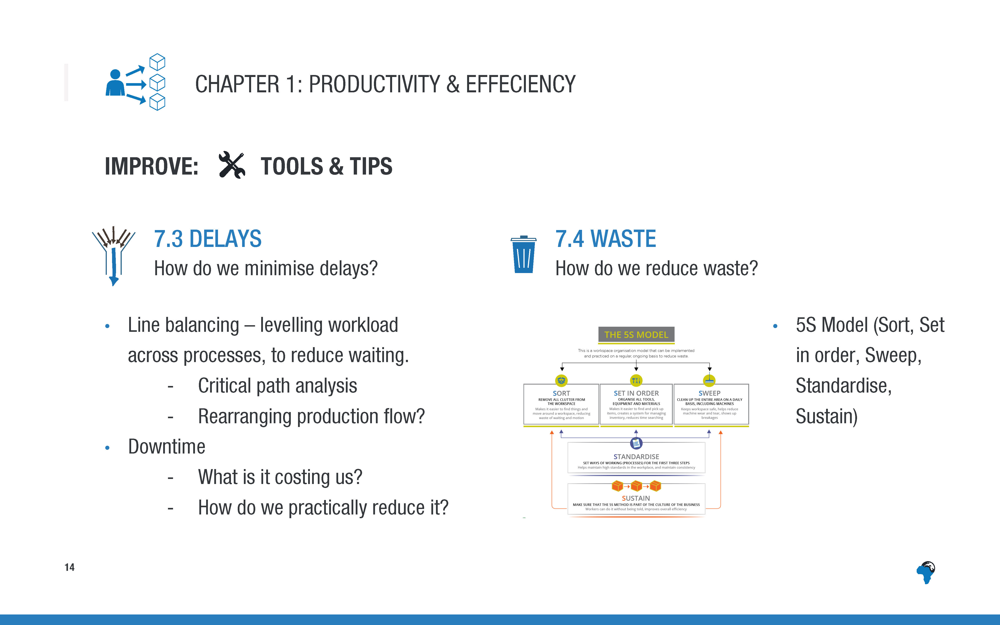 CHAPTER 1: PRODUCTIVITY & EFFECIENCY
IMPROVE: TOOLS & TIPS
7.3 DELAYS
How do we minimise delays?
• Line balancing – levelling workload
across processes, to reduce waiting.
- Critical path analysis
- Rearranging production flow?
• Downtime
- What is it costing us?
- How do we practically reduce it?
7.4 WASTE
How do we reduce waste?
THE 5S MODEL
This is a workspace organisation model that can be implemented
and practiced on a regular, ongoing basis to reduce waste.
SORT
REMOVE ALL CLUTTER FROM
THE WORKSPACE
Makes it easier to find things and
move around a workspace, reducing
waste of waiting and motion
SET IN ORDER
ORGANISE ALL TOOLS,
EQUIPMENT AND MATERIALS
Makes it easier to find and pick up
items, creates a system for managing
inventory, reduces time searching
SWEEP
CLEAN UP THE ENTIRE AREA ON A DAILY
BASIS, INCLUDING MACHINES
Keeps workspace safe, helps reduce
machine wear and tear, shows up
breakages
STANDARDISE
SET WAYS OF WORKING (PROCESSES) FOR THE FIRST THREE STEPS
Helps maintain high standards in the workplace, and maintain consistency
SUSTAIN
MAKE SURE THAT THE 5S METHOD IS PART OF THE CULTURE OF THE BUSINESS
Workers can do it without being told, improves overall efficiency
• 5S Model (Sort, Set
in order, Sweep,
Standardise,
Sustain)
14